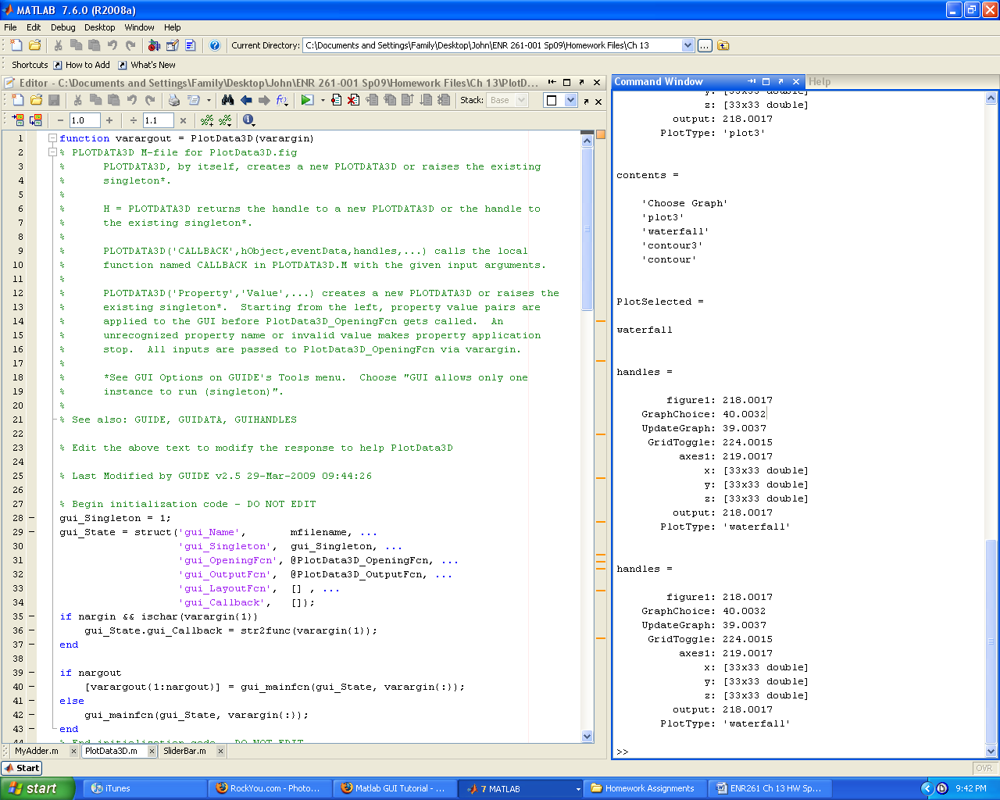 MATLAB 7.6.0 (R2008a)
File Edit Debug Desktop Window Help
Current Directory: C:\Documents and Settings\Family\Desktop\John\ENR 261-001 Sp09\Homework Files\Ch 13
Shortcuts How to Add What's New
Editor - C:\Documents and Settings\Family\Desktop\John\ENR 261-001 Sp09\Homework Files\Ch 13\PlotD...
Stack: Base
1.0 1.1
1 function varargout = PlotData3D(varargin)
2 % PLOTDATA3D M-file for PlotData3D.fig
3 % PLOTDATA3D, by itself, creates a new PLOTDATA3D or raises the existing
4 % singleton*.
5 %
6 % H = PLOTDATA3D returns the handle to a new PLOTDATA3D or the handle to
7 % the existing singleton*.
8 %
9 % PLOTDATA3D('CALLBACK',hObject,eventData,handles,...) calls the local
10 % function named CALLBACK in PLOTDATA3D.M with the given input arguments.
11 %
12 % PLOTDATA3D('Property','Value',...) creates a new PLOTDATA3D or raises the
13 % existing singleton*. Starting from the left, property value pairs are
14 % applied to the GUI before PlotData3D_OpeningFcn gets called. An
15 % unrecognized property name or invalid value makes property application
16 % stop. All inputs are passed to PlotData3D_OpeningFcn via varargin.
17 %
18 % *See GUI Options on GUIDE's Tools menu. Choose "GUI allows only one
19 % instance to run (singleton)".
20 %
21 % See also: GUIDE, GUIDATA, GUIHANDLES
22
23 % Edit the above text to modify the response to help PlotData3D
24
25 % Last Modified by GUIDE v2.5 29-Mar-2009 09:44:26
26
27 % Begin initialization code - DO NOT EDIT
28 gui_Singleton = 1;
29 gui_State = struct('gui_Name', mfilename, ...
30 'gui_Singleton', gui_Singleton, ...
31 'gui_OpeningFcn', @PlotData3D_OpeningFcn, ...
32 'gui_OutputFcn', @PlotData3D_OutputFcn, ...
33 'gui_LayoutFcn', [] , ...
34 'gui_Callback', []);
35 if nargin && ischar(varargin{1})
36 gui_State.gui_Callback = str2func(varargin{1});
37 end
38
39 if nargout
40 [varargout{1:nargout}] = gui_mainfcn(gui_State, varargin{:});
41 else
42 gui_mainfcn(gui_State, varargin{:});
43 end
44 % End initialization code - DO NOT EDIT
MyAdder.m PlotData3D.m SliderBar.m
Command Window Help
y: [33x33 double]
z: [33x33 double]
output: 218.0017
PlotType: 'plot3'
contents =
'Choose Graph'
'plot3'
'waterfall'
'contour3'
'contour'
PlotSelected =
waterfall
handles =
figure1: 218.0017
GraphChoice: 40.0032
UpdateGraph: 39.0037
GridToggle: 224.0015
axes1: 219.0017
x: [33x33 double]
y: [33x33 double]
z: [33x33 double]
output: 218.0017
PlotType: 'waterfall'
handles =
figure1: 218.0017
GraphChoice: 40.0032
UpdateGraph: 39.0037
GridToggle: 224.0015
axes1: 219.0017
x: [33x33 double]
y: [33x33 double]
z: [33x33 double]
output: 218.0017
PlotType: 'waterfall'
>>
Start OVR
start iTunes RockYou.com - Photo... Matlab GUI Tutorial - ... 7 MATLAB Homework Assignments ENR261 Ch 13 HW Sp... 9:42 PM